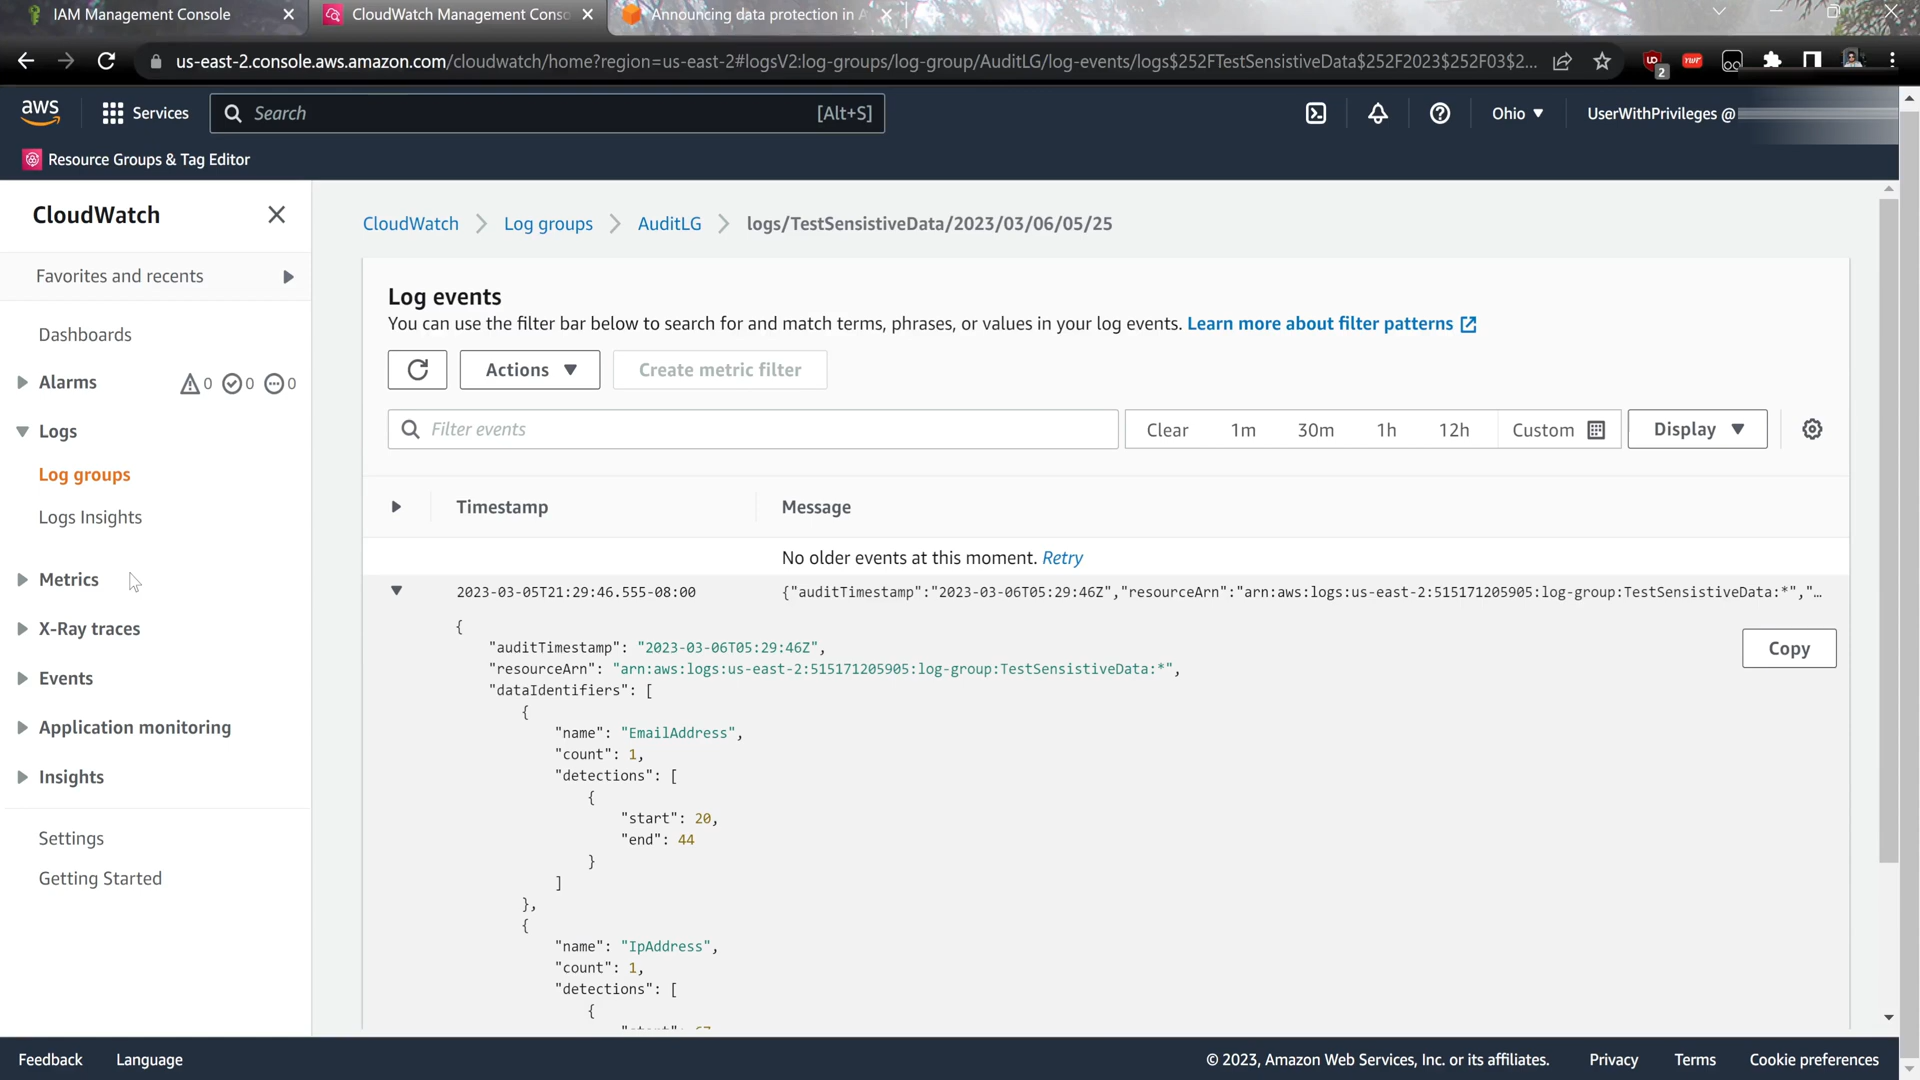 IAM Management Console
CloudWatch Management Conso
Announcing data protection in A
us-east-2.console.aws.amazon.com/cloudwatch/home?region=us-east-2#logsV2:log-groups/log-group/AuditLG/log-events/logs$252FTestSensistiveData$252F2023$252F03$2...
2
aws
Services
Search
[Alt+S]
Ohio ▼
UserWithPrivileges @
Resource Groups & Tag Editor
CloudWatch
Favorites and recents
Dashboards
Alarms
0
0
0
Logs
Log groups
Logs Insights
Metrics
X-Ray traces
Events
Application monitoring
Insights
Settings
Getting Started
CloudWatch
Log groups
AuditLG
logs/TestSensistiveData/2023/03/06/05/25
Log events
You can use the filter bar below to search for and match terms, phrases, or values in your log events. Learn more about filter patterns
Actions ▼
Create metric filter
Filter events
Clear
1m
30m
1h
12h
Custom
Display ▼
Timestamp
Message
No older events at this moment. Retry
2023-03-05T21:29:46.555-08:00
{"auditTimestamp":"2023-03-06T05:29:46Z","resourceArn":"arn:aws:logs:us-east-2:515171205905:log-group:TestSensistiveData:*","…
Copy
{
"auditTimestamp": "2023-03-06T05:29:46Z",
"resourceArn": "arn:aws:logs:us-east-2:515171205905:log-group:TestSensistiveData:*",
"dataIdentifiers": [
{
"name": "EmailAddress",
"count": 1,
"detections": [
{
"start": 20,
"end": 44
}
]
},
{
"name": "IpAddress",
"count": 1,
"detections": [
{
Feedback
Language
© 2023, Amazon Web Services, Inc. or its affiliates.
Privacy
Terms
Cookie preferences